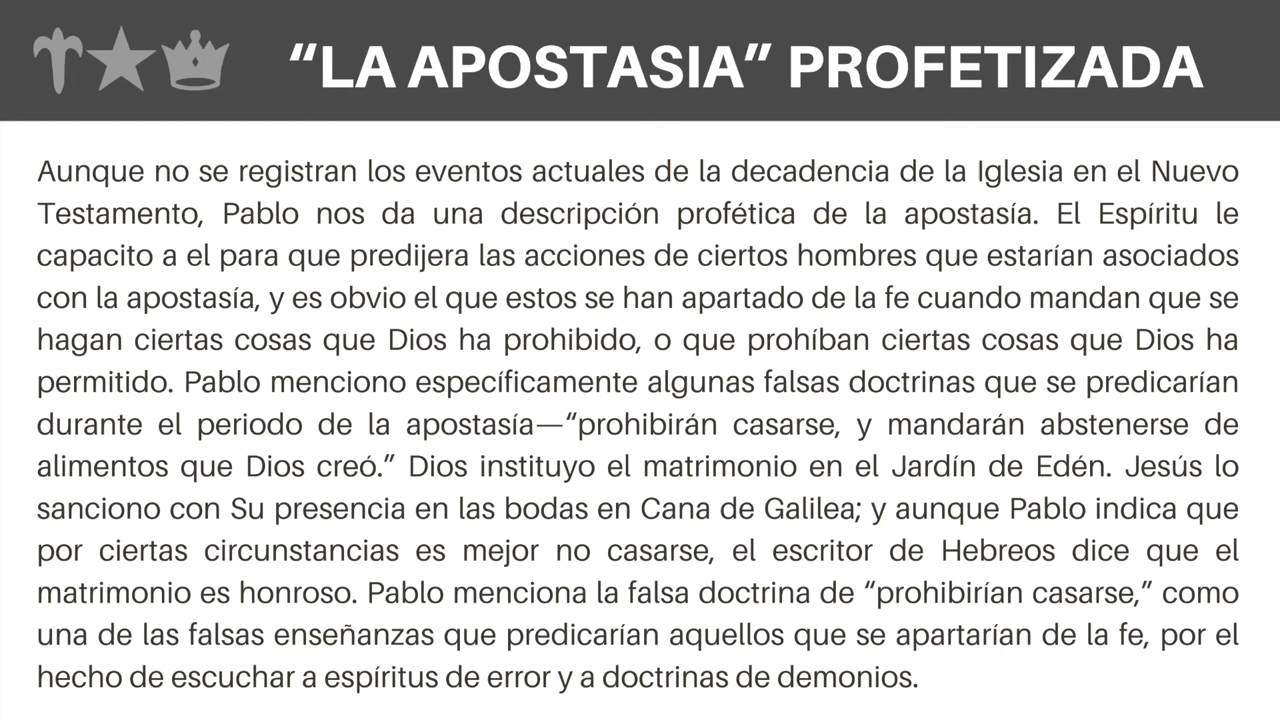 “LA APOSTASIA” PROFETIZADA
Aunque no se registran los eventos actuales de la decadencia de la Iglesia en el Nuevo
Testamento, Pablo nos da una descripción profética de la apostasía. El Espíritu le
capacito a el para que predijera las acciones de ciertos hombres que estarían asociados
con la apostasía, y es obvio el que estos se han apartado de la fe cuando mandan que se
hagan ciertas cosas que Dios ha prohibido, o que prohíban ciertas cosas que Dios ha
permitido. Pablo menciono específicamente algunas falsas doctrinas que se predicarían
durante el periodo de la apostasía—“prohibirán casarse, y mandarán abstenerse de
alimentos que Dios creó.” Dios instituyo el matrimonio en el Jardín de Edén. Jesús lo
sanciono con Su presencia en las bodas en Cana de Galilea; y aunque Pablo indica que
por ciertas circunstancias es mejor no casarse, el escritor de Hebreos dice que el
matrimonio es honroso. Pablo menciona la falsa doctrina de “prohibirían casarse,” como
una de las falsas enseñanzas que predicarían aquellos que se apartarían de la fe, por el
hecho de escuchar a espíritus de error y a doctrinas de demonios.